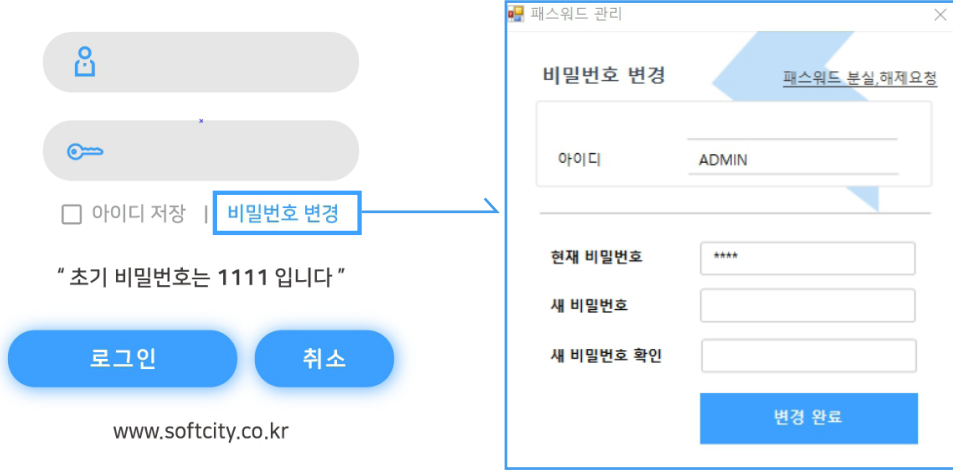 아이디 저장 | 비밀번호 변경
“ 초기 비밀번호는 1111 입니다 ”
로그인 취소
www.softcity.co.kr
패스워드 관리
비밀번호 변경
패스워드 분실,해제요청
아이디 ADMIN
현재 비밀번호 ****
새 비밀번호
새 비밀번호 확인
변경 완료